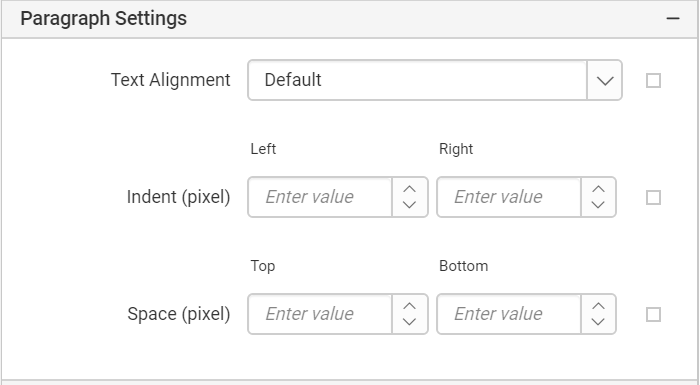 Paragraph Settings
Text Alignment Default
Left Right
Indent (pixel) Enter value Enter value
Top Bottom
Space (pixel) Enter value Enter value